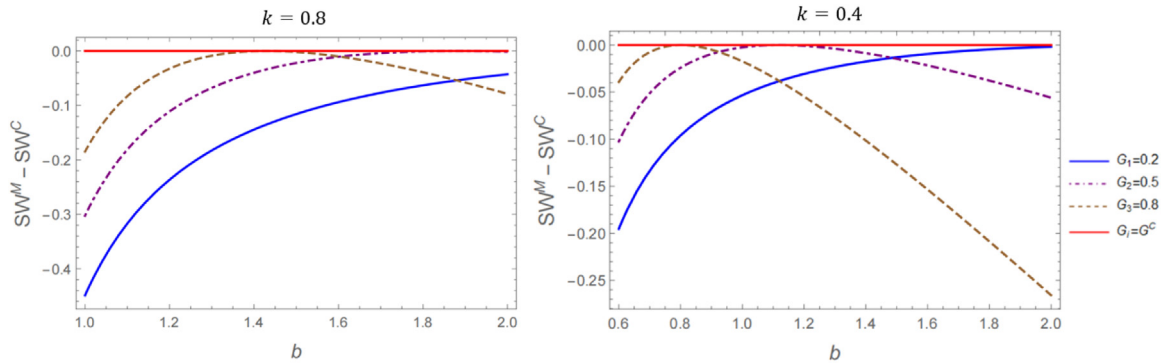 k = 0.8
0.0
−0.1
−0.2
−0.3
−0.4
SW^M − SW^C
1.0 1.2 1.4 1.6 1.8 2.0
b
k = 0.4
0.00
−0.05
−0.10
−0.15
−0.20
−0.25
SW^M − SW^C
0.6 0.8 1.0 1.2 1.4 1.6 1.8 2.0
b
G₁=0.2
G₂=0.5
G₃=0.8
Gᵢ=G^C